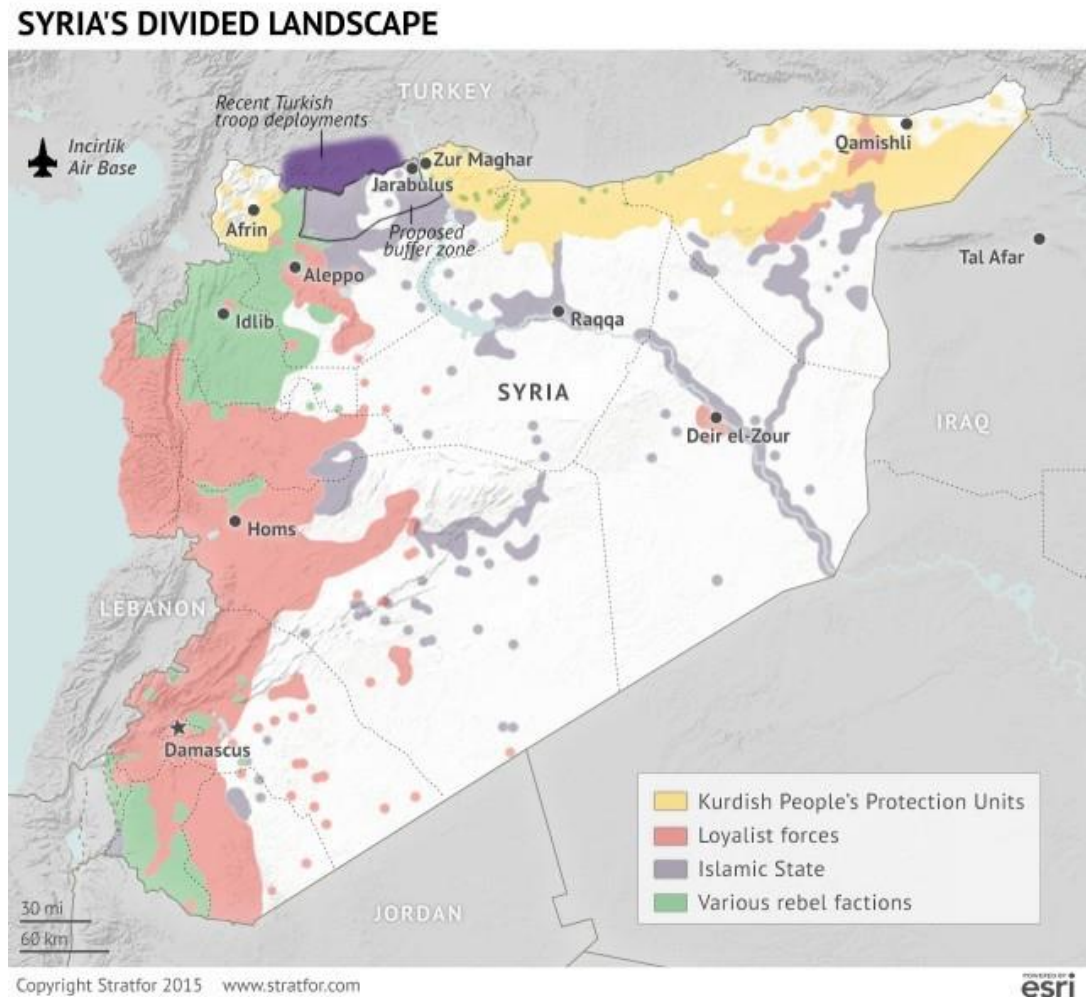 SYRIA'S DIVIDED LANDSCAPE
TURKEY
Recent Turkish
troop deployments
Incirlik
Air Base
Zur Maghar
Qamishli
Jarabulus
Afrin
Proposed
buffer zone
Tal Afar
Aleppo
Idlib
Raqqa
SYRIA
IRAQ
Deir el-Zour
Homs
LEBANON
Damascus
Kurdish People's Protection Units
Loyalist forces
Islamic State
Various rebel factions
JORDAN
30 mi
60 km
Copyright Stratfor 2015 www.stratfor.com
POWERED BY
esri